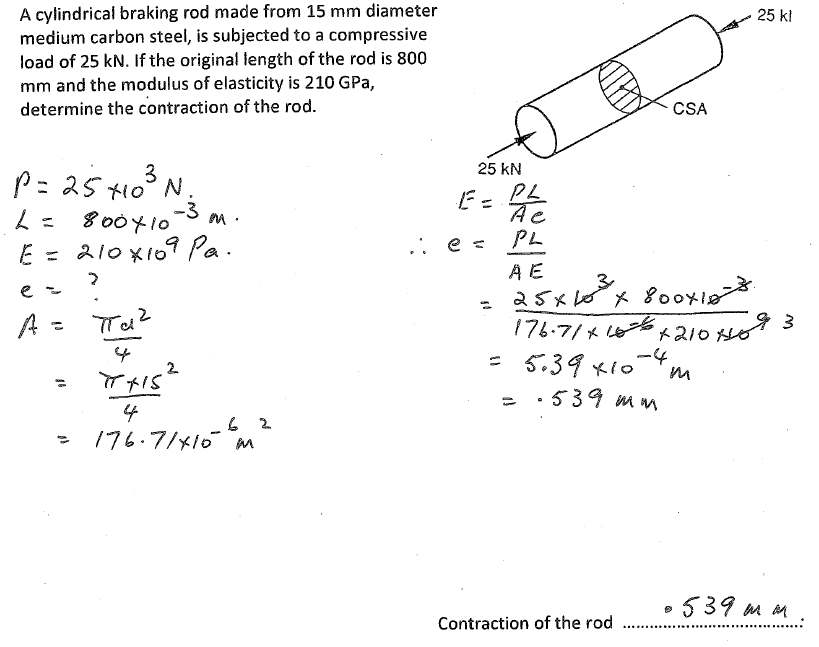 A cylindrical braking rod made from 15 mm diameter
medium carbon steel, is subjected to a compressive
load of 25 kN. If the original length of the rod is 800
mm and the modulus of elasticity is 210 GPa,
determine the contraction of the rod.
25 kl
CSA
25 kN
P = 25 × 10³ N.
L = 800 × 10⁻³ m.
E = 210 × 10⁹ Pa.
e = ?
A = πd²/4
= π × 15²/4
= 176.71 × 10⁻⁶ m²
E = PL/Ae
∴ e = PL/AE
= 25 × 10³ × 800 × 10⁻³ / 176.71 × 10⁻⁶ × 210 × 10⁹ 3
= 5.39 × 10⁻⁴ m
= .539 mm
Contraction of the rod .539 mm :